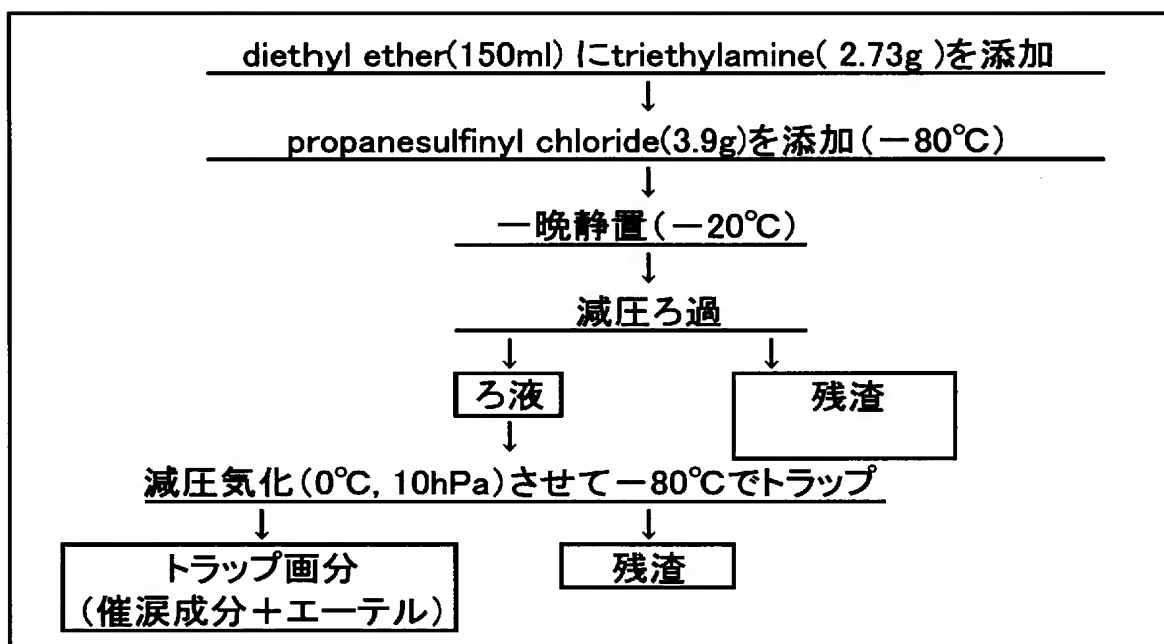 diethyl ether(150ml) にtriethylamine( 2.73g )を添加
↓
propanesulfinyl chloride(3.9g)を添加(−80℃)
↓
一晩静置(−20℃)
↓
減圧ろ過
↓ ↓
ろ液 残渣
↓
減圧気化(0℃, 10hPa)させて−80℃でトラップ
↓ ↓
トラップ画分 残渣
(催涙成分+エーテル)